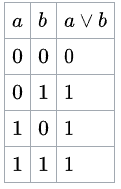 a b a ∨ b
0 0 0
0 1 1
1 0 1
1 1 1